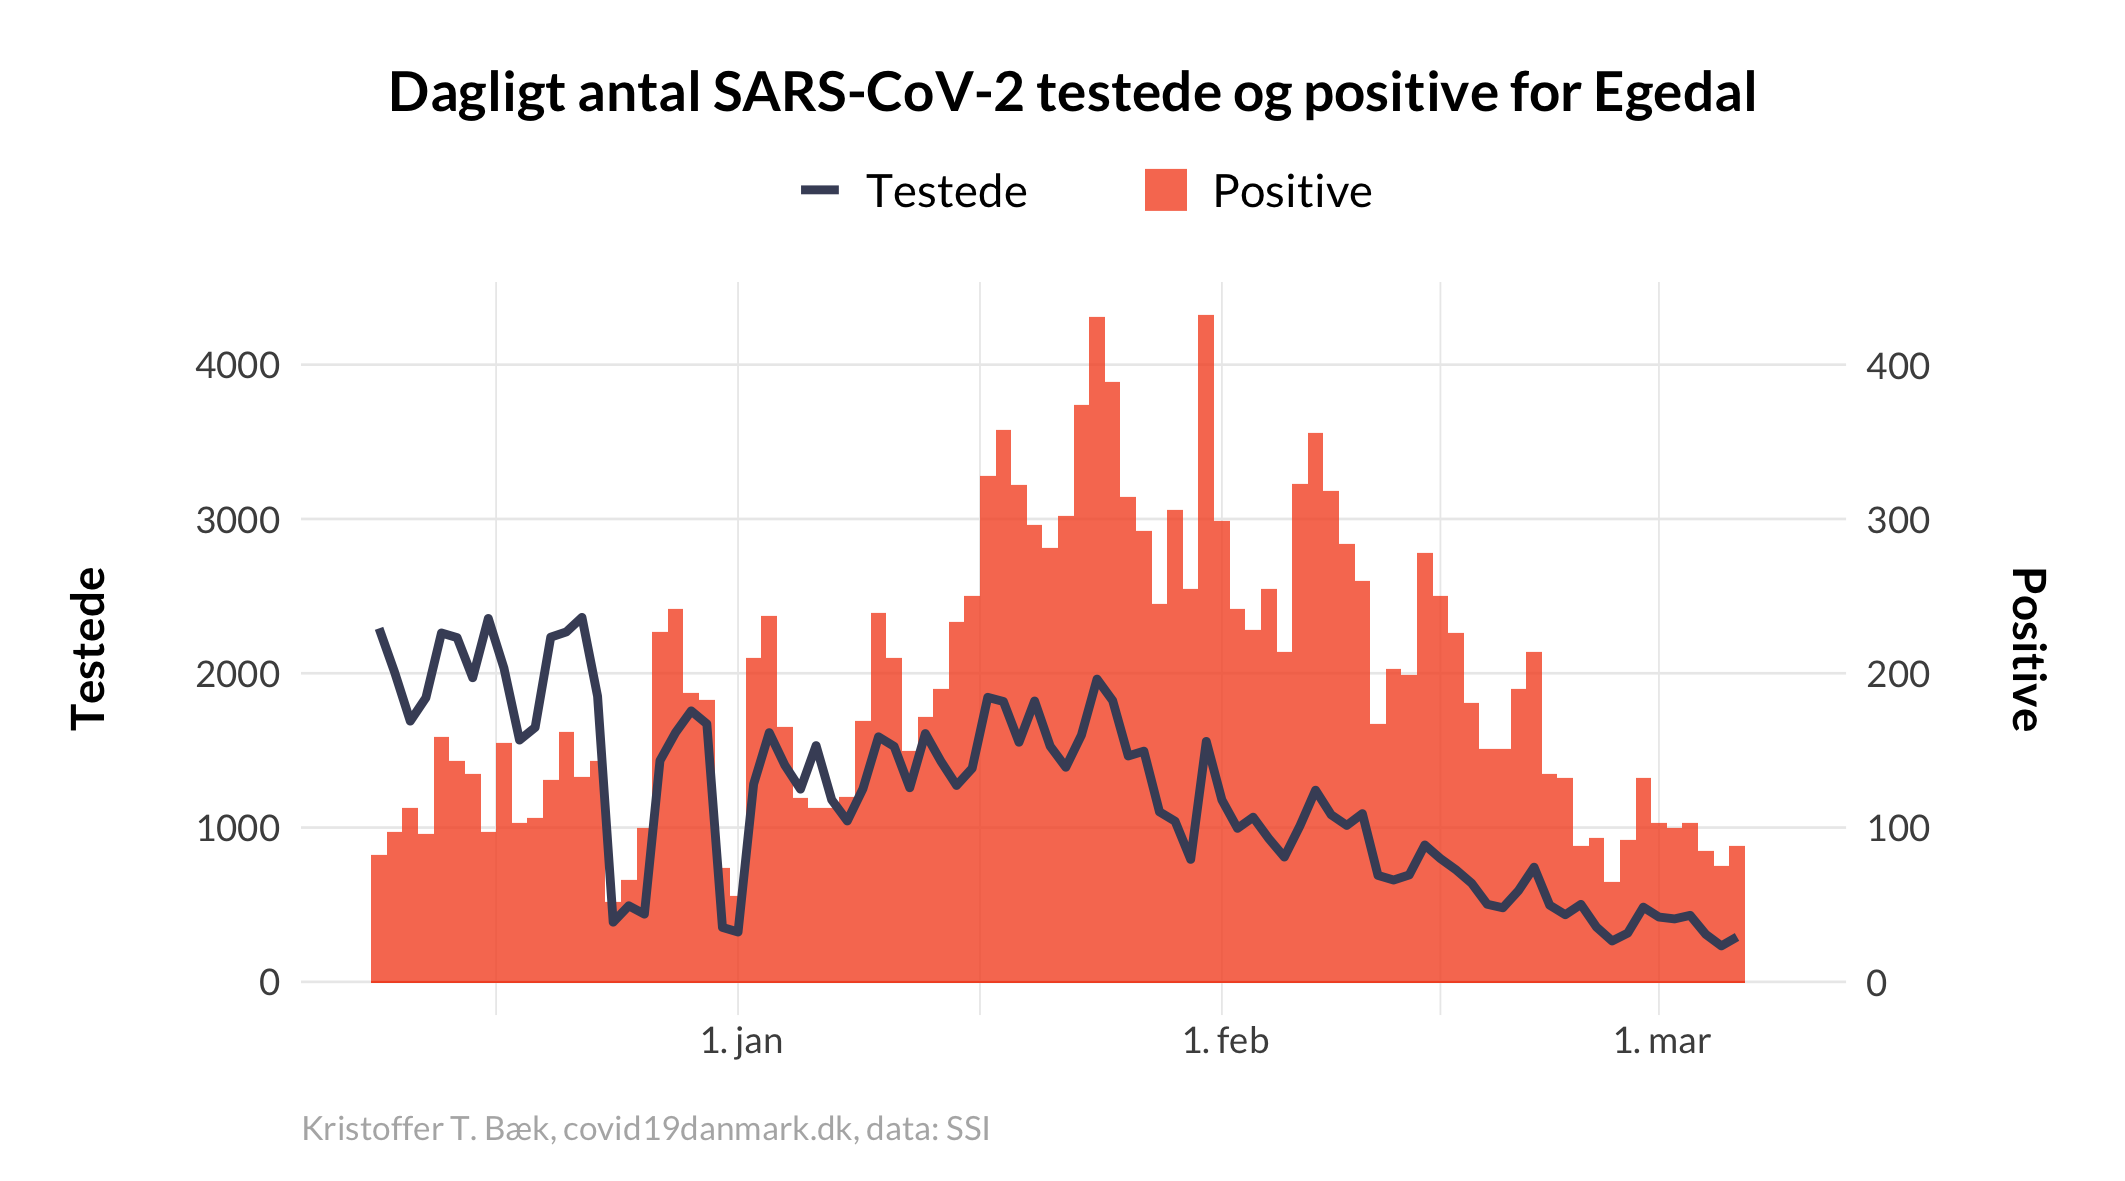 Dagligt antal SARS-CoV-2 testede og positive for Egedal
Testede
Positive
4000
3000
2000
1000
0
400
300
200
100
0
Testede
Positive
1. jan
1. feb
1. mar
Kristoffer T. Bæk, covid19danmark.dk, data: SSI